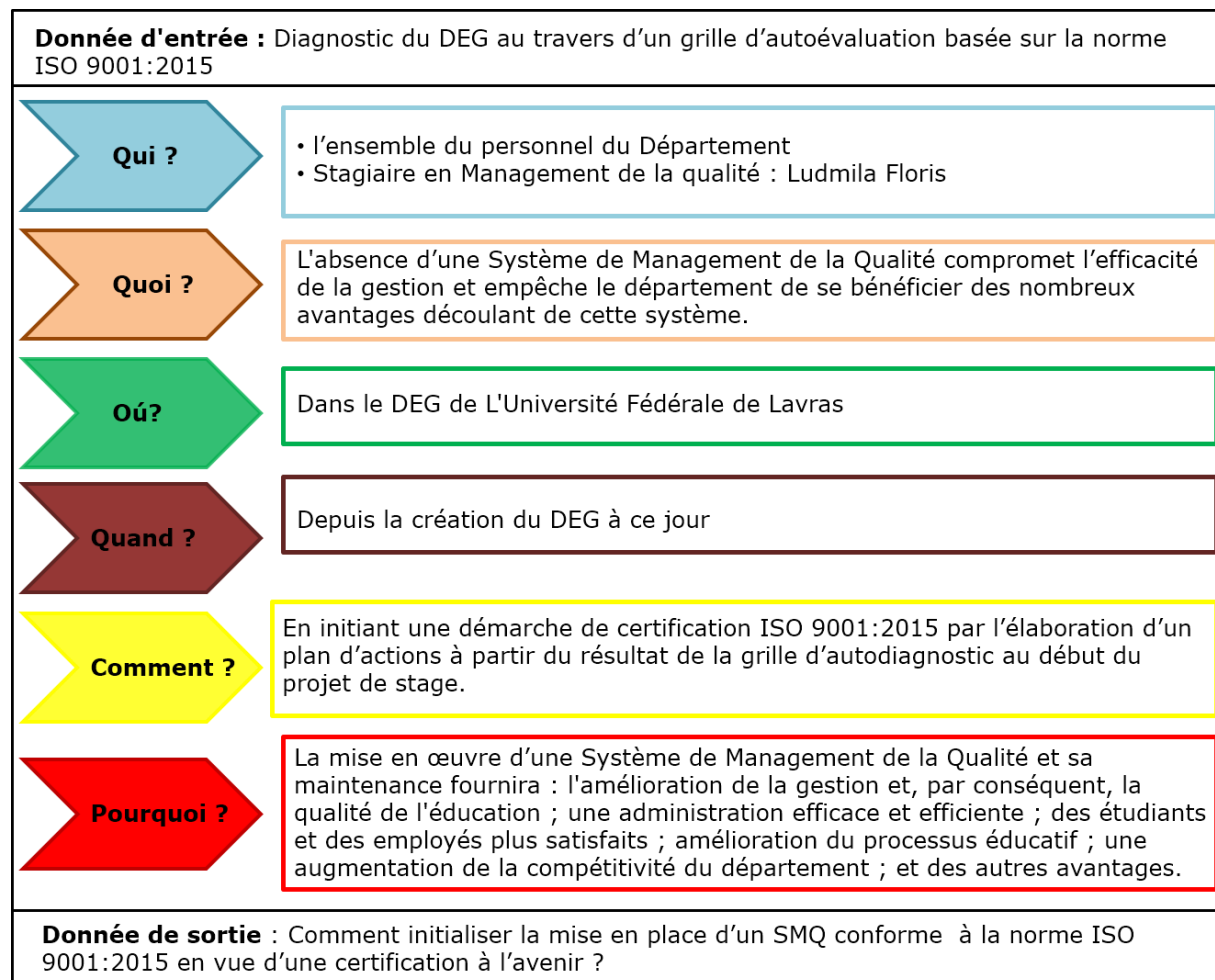 Donnée d'entrée : Diagnostic du DEG au travers d’un grille d’autoévaluation basée sur la norme
ISO 9001:2015
Qui ?
• l’ensemble du personnel du Département
• Stagiaire en Management de la qualité : Ludmila Floris
Quoi ?
L'absence d’une Système de Management de la Qualité compromet l’efficacité
de la gestion et empêche le département de se bénéficier des nombreux
avantages découlant de cette système.
Oú?
Dans le DEG de L'Université Fédérale de Lavras
Quand ?
Depuis la création du DEG à ce jour
Comment ?
En initiant une démarche de certification ISO 9001:2015 par l’élaboration d’un
plan d’actions à partir du résultat de la grille d’autodiagnostic au début du
projet de stage.
Pourquoi ?
La mise en œuvre d’une Système de Management de la Qualité et sa
maintenance fournira : l'amélioration de la gestion et, par conséquent, la
qualité de l'éducation ; une administration efficace et efficiente ; des étudiants
et des employés plus satisfaits ; amélioration du processus éducatif ; une
augmentation de la compétitivité du département ; et des autres avantages.
Donnée de sortie : Comment initialiser la mise en place d’un SMQ conforme à la norme ISO
9001:2015 en vue d’une certification à l’avenir ?